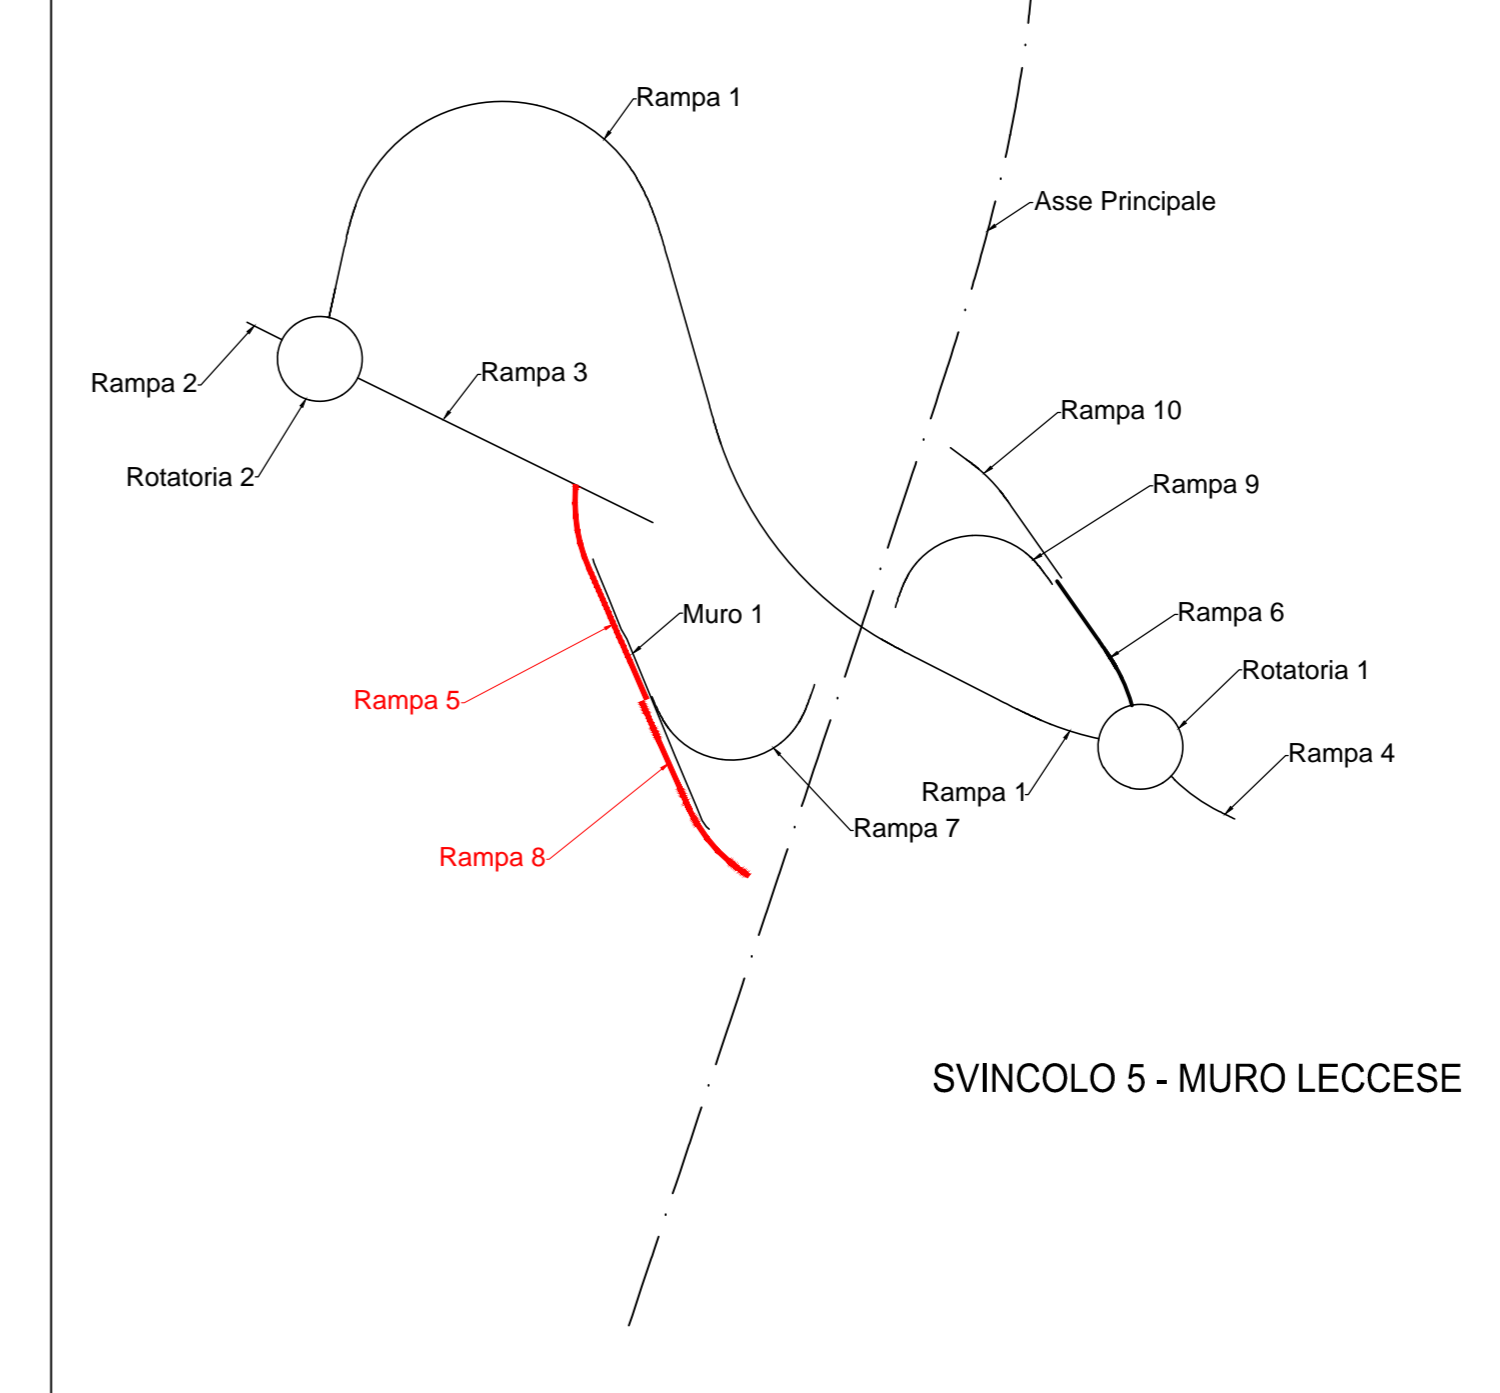 Rampa 1
Asse Principale
Rampa 2
Rampa 3
Rampa 10
Rotatoria 2
Rampa 9
Muro 1
Rampa 6
Rampa 5
Rotatoria 1
Rampa 4
Rampa 1
Rampa 7
Rampa 8
SVINCOLO 5 - MURO LECCESE